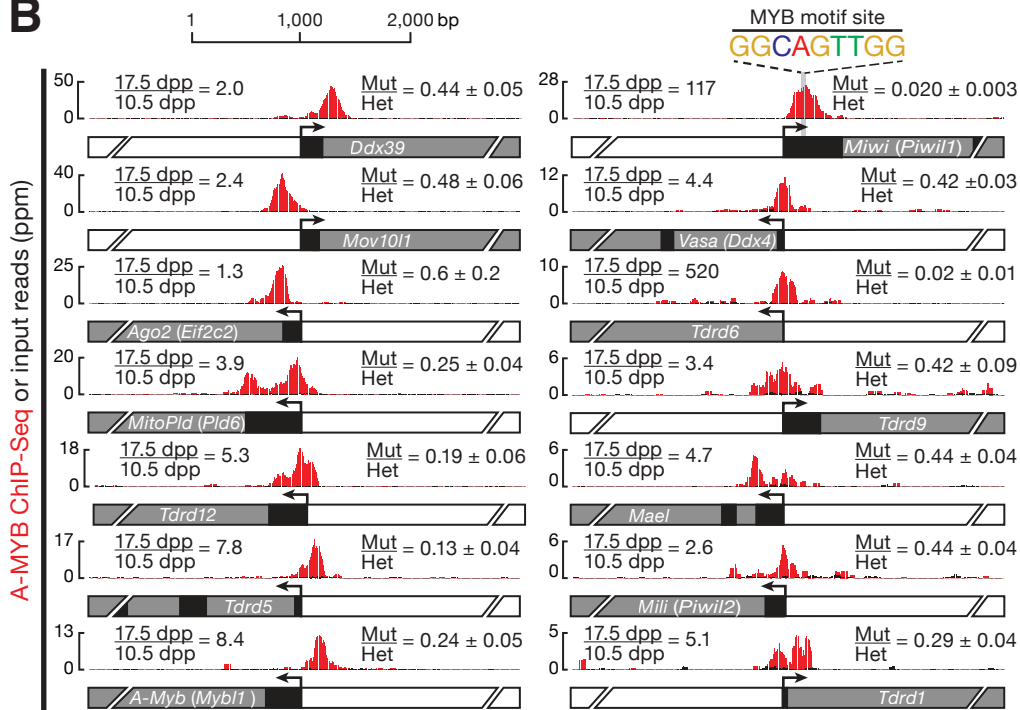 B
1 1,000 2,000 bp
MYB motif site
GGCAGTTGG
A-MYB ChIP-Seq or input reads (ppm)
50
0
17.5 dpp
10.5 dpp
= 2.0
Mut
Het
= 0.44 ± 0.05
Ddx39
40
0
17.5 dpp
10.5 dpp
= 2.4
Mut
Het
= 0.48 ± 0.06
Mov10l1
25
0
17.5 dpp
10.5 dpp
= 1.3
Mut
Het
= 0.6 ± 0.2
Ago2 (Eif2c2)
20
0
17.5 dpp
10.5 dpp
= 3.9
Mut
Het
= 0.25 ± 0.04
MitoPld (Pld6)
18
0
17.5 dpp
10.5 dpp
= 5.3
Mut
Het
= 0.19 ± 0.06
Tdrd12
17
0
17.5 dpp
10.5 dpp
= 7.8
Mut
Het
= 0.13 ± 0.04
Tdrd5
13
0
17.5 dpp
10.5 dpp
= 8.4
Mut
Het
= 0.24 ± 0.05
A-Myb (Mybl1 )
28
0
17.5 dpp
10.5 dpp
= 117
Mut
Het
= 0.020 ± 0.003
Miwi (Piwil1)
12
0
17.5 dpp
10.5 dpp
= 4.4
Mut
Het
= 0.42 ±0.03
Vasa (Ddx4)
10
0
17.5 dpp
10.5 dpp
= 520
Mut
Het
= 0.02 ± 0.01
Tdrd6
6
0
17.5 dpp
10.5 dpp
= 3.4
Mut
Het
= 0.42 ± 0.09
Tdrd9
6
0
17.5 dpp
10.5 dpp
= 4.7
Mut
Het
= 0.44 ± 0.04
Mael
6
0
17.5 dpp
10.5 dpp
= 2.6
Mut
Het
= 0.44 ± 0.04
Mili (Piwil2)
5
0
17.5 dpp
10.5 dpp
= 5.1
Mut
Het
= 0.29 ± 0.04
Tdrd1